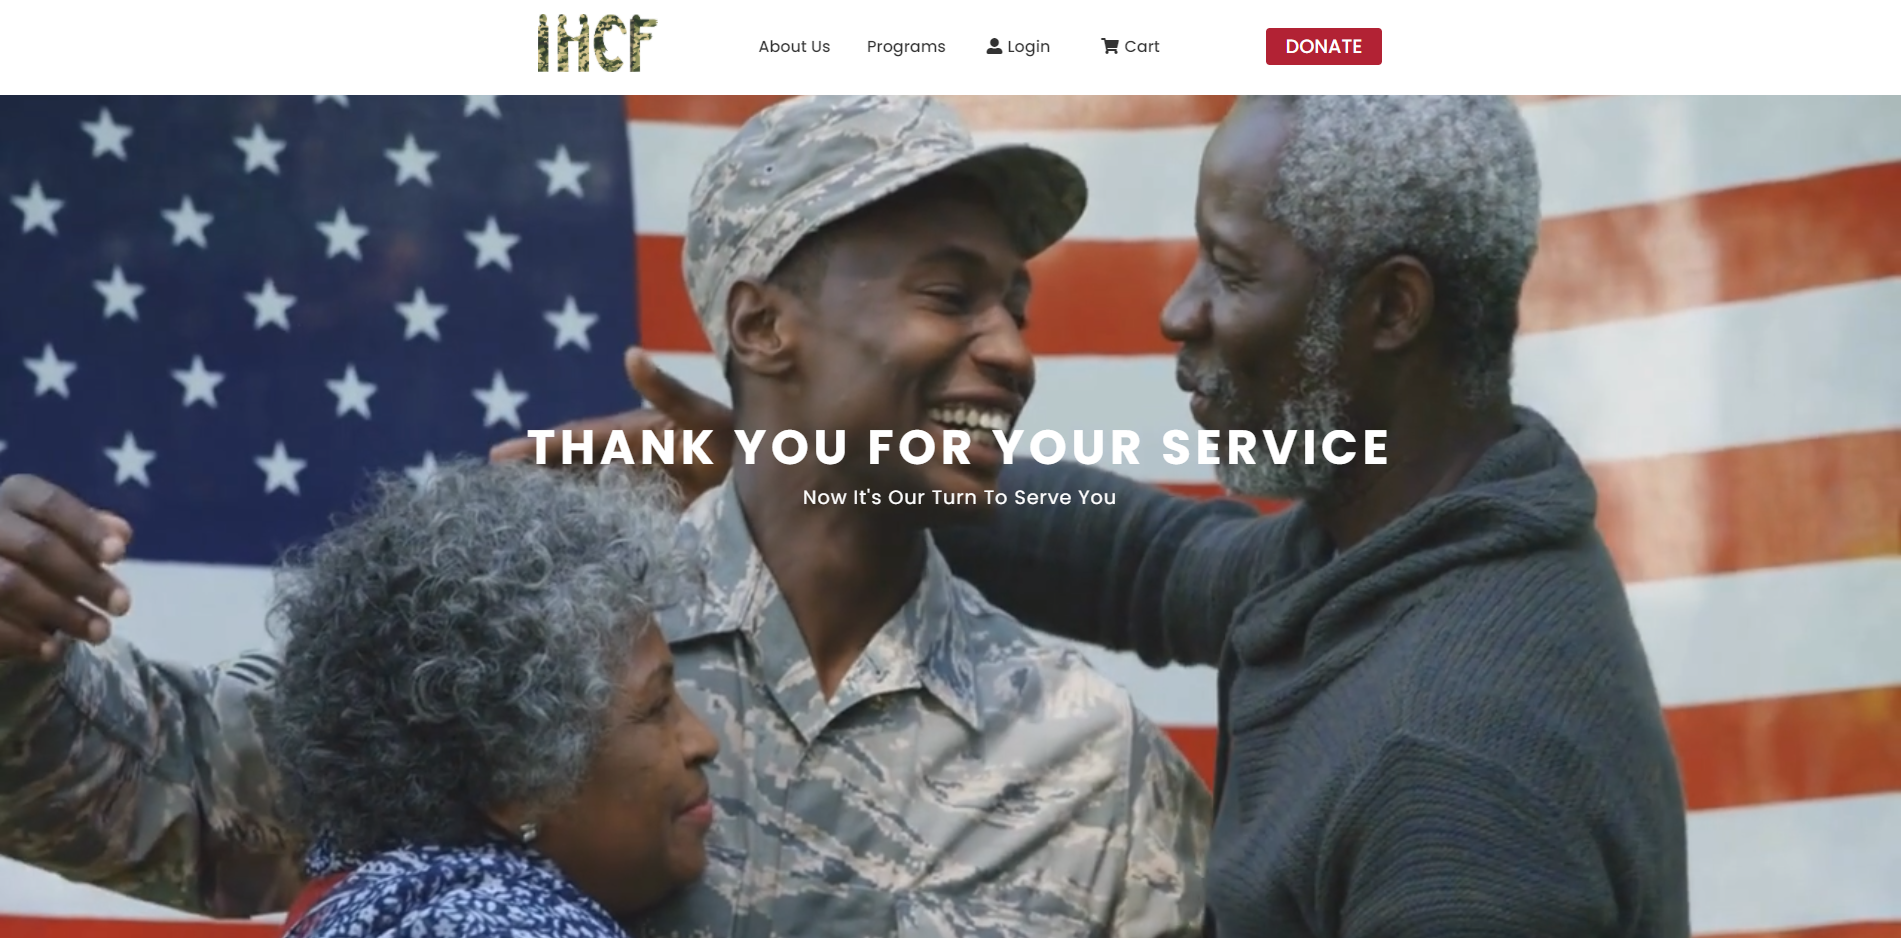 IHCF
About Us Programs Login Cart DONATE
THANK YOU FOR YOUR SERVICE
Now It's Our Turn To Serve You